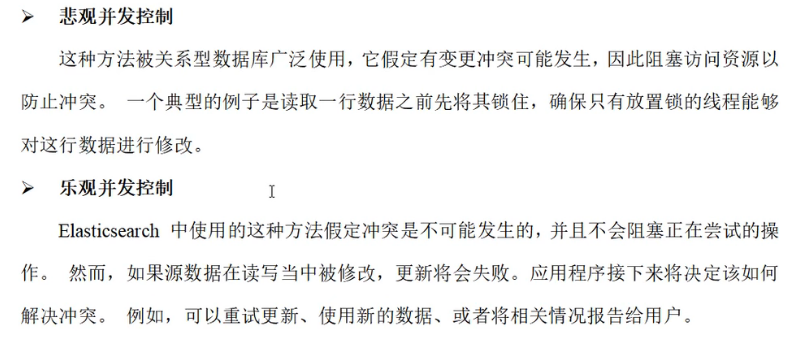 ➢ 悲观并发控制
这种方法被关系型数据库广泛使用，它假定有变更冲突可能发生，因此阻塞访问资源以
防止冲突。 一个典型的例子是读取一行数据之前先将其锁住，确保只有放置锁的线程能够
对这行数据进行修改。
➢ 乐观并发控制
Elasticsearch 中使用的这种方法假定冲突是不可能发生的，并且不会阻塞正在尝试的操
作。 然而，如果源数据在读写当中被修改，更新将会失败。应用程序接下来将决定该如何
解决冲突。 例如，可以重试更新、使用新的数据、或者将相关情况报告给用户。